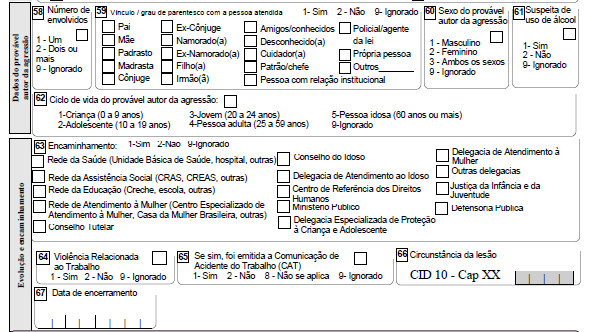 Dados do provável autor da agressão
58 Número de envolvidos
1 - Um
2 - Dois ou mais
9 - Ignorado
59 Vínculo / grau de parentesco com a pessoa atendida 1- Sim 2 - Não 9 - Ignorado
Pai
Mãe
Padrasto
Madrasta
Cônjuge
Ex-Cônjuge
Namorado(a)
Ex-Namorado(a)
Filho(a)
Irmão(ã)
Amigos/conhecidos
Desconhecido(a)
Cuidador(a)
Patrão/chefe
Pessoa com relação institucional
Policial/agente da lei
Própria pessoa
Outros
60 Sexo do provável autor da agressão
1 - Masculino
2 - Feminino
3 - Ambos os sexos
9 - Ignorado
61 Suspeita de uso de álcool
1- Sim
2 - Não
9- Ignorado
62 Ciclo de vida do provável autor da agressão:
1-Criança (0 a 9 anos) 3-Jovem (20 a 24 anos) 5-Pessoa idosa (60 anos ou mais)
2-Adolescente (10 a 19 anos) 4-Pessoa adulta (25 a 59 anos) 9-Ignorado
Evolução e encaminhamento
63 Encaminhamento: 1-Sim 2-Não 9-Ignorado
Rede da Saúde (Unidade Básica de Saúde, hospital, outras)
Rede da Assistência Social (CRAS, CREAS, outras)
Rede da Educação (Creche, escola, outras)
Rede de Atendimento à Mulher (Centro Especializado de
Atendimento à Mulher, Casa da Mulher Brasileira, outras)
Conselho Tutelar
Conselho do Idoso
Delegacia de Atendimento ao Idoso
Centro de Referência dos Direitos
Humanos
Ministério Público
Delegacia Especializada de Proteção
à Criança e Adolescente
Delegacia de Atendimento à
Mulher
Outras delegacias
Justiça da Infância e da
Juventude
Defensoria Pública
64 Violência Relacionada
ao Trabalho
1 - Sim 2 - Não 9 - Ignorado
65 Se sim, foi emitida a Comunicação de
Acidente do Trabalho (CAT)
1- Sim 2 - Não 8 - Não se aplica 9- Ignorado
66 Circunstância da lesão
CID 10 - Cap XX
67 Data de encerramento